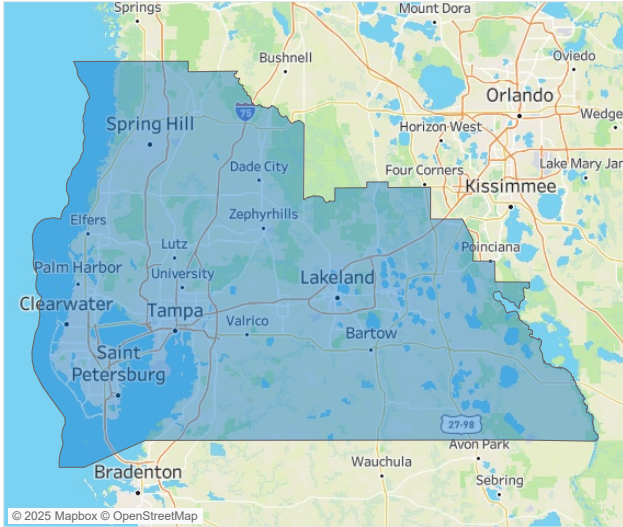 Springs
Mount Dora
Bushnell
Oviedo
Orlando
75
Wedge
Spring Hill
Horizon West
Lake Mary Jan
Dade City
Four Corners
Kissimmee
Elfers
Zephyrhills
Poinciana
Lutz
Palm Harbor
University
Lakeland
Clearwater
Tampa
Valrico
Bartow
Saint
Petersburg
27-98
Avon Park
Bradenton
Wauchula
Sebring
© 2025 Mapbox © OpenStreetMap